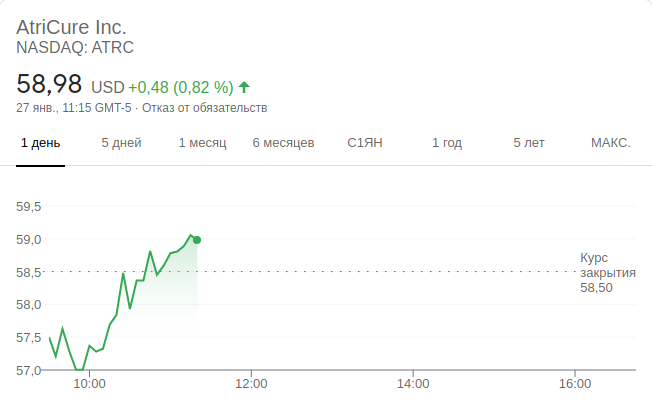 AtriCure Inc.
NASDAQ: ATRC
58,98 USD +0,48 (0,82 %)
27 янв., 11:15 GMT-5 · Отказ от обязательств
1 день 5 дней 1 месяц 6 месяцев С1ЯН 1 год 5 лет МАКС.
59,5
59,0
58,5
58,0
57,5
57,0
Курс
закрытия
58,50
10:00 12:00 14:00 16:00